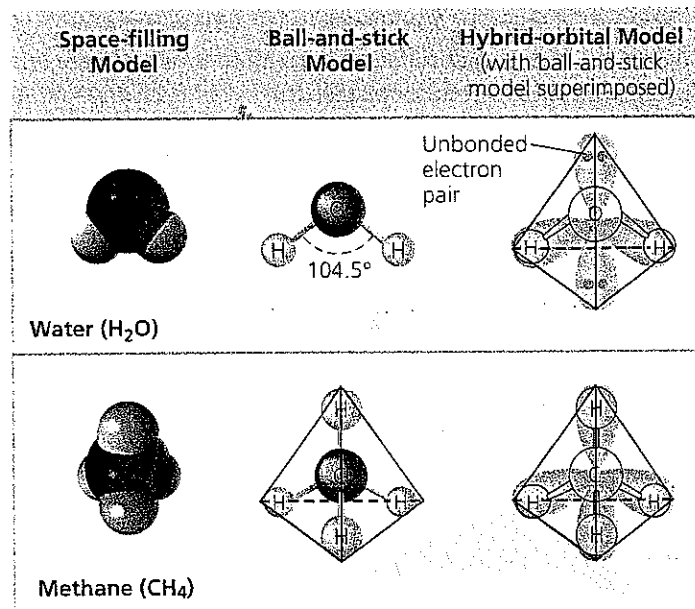 Space-filling
Model
Ball-and-stick
Model
Hybrid-orbital Model
(with ball-and-stick
model superimposed)
Unbonded
electron
pair
O
H
H
104.5°
O
H
H
Water (H₂O)
H
C
H
H
H
H
C
H
H
H
Methane (CH₄)